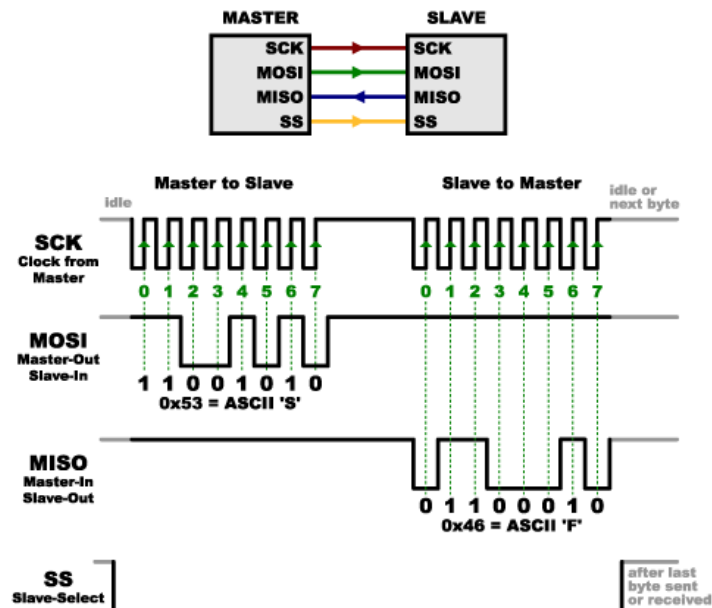 MASTER SLAVE
SCK SCK
MOSI MOSI
MISO MISO
SS SS
Master to Slave Slave to Master
idle idle or
next byte
SCK
Clock from
Master
0 1 2 3 4 5 6 7 0 1 2 3 4 5 6 7
MOSI
Master-Out
Slave-In
1 1 0 0 1 0 1 0
0x53 = ASCII 'S'
MISO
Master-In
Slave-Out
0 1 1 0 0 0 1 0
0x46 = ASCII 'F'
SS
Slave-Select
after last
byte sent
or received